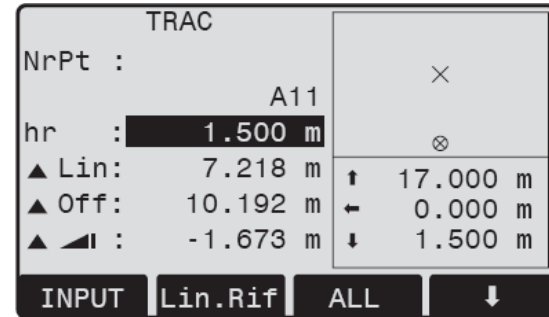 TRAC
NrPt :
A11
hr : 1.500 m
▲ Lin: 7.218 m
▲ Off: 10.192 m
▲ ◢I : -1.673 m
⬆ 17.000 m
⬅ 0.000 m
⬇ 1.500 m
INPUT Lin.Rif ALL ⬇